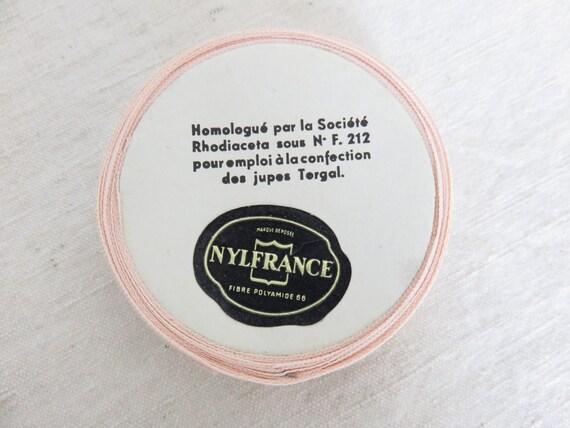 Homologué par la Société
Rhodiaceta sous N° F. 212
pour emploi à la confection
des jupes Tergal.
MARQUE DÉPOSÉE
NYLFRANCE
FIBRE POLYAMIDE 66